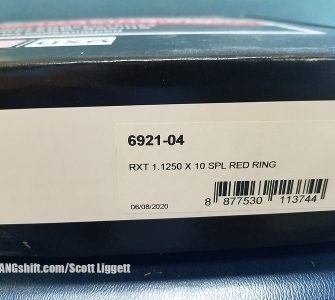 6921-04
RXT 1.1250 X 10 SPL RED RING
06/08/2020
8 877530 113744
ANGshift.com/Scott Liggett